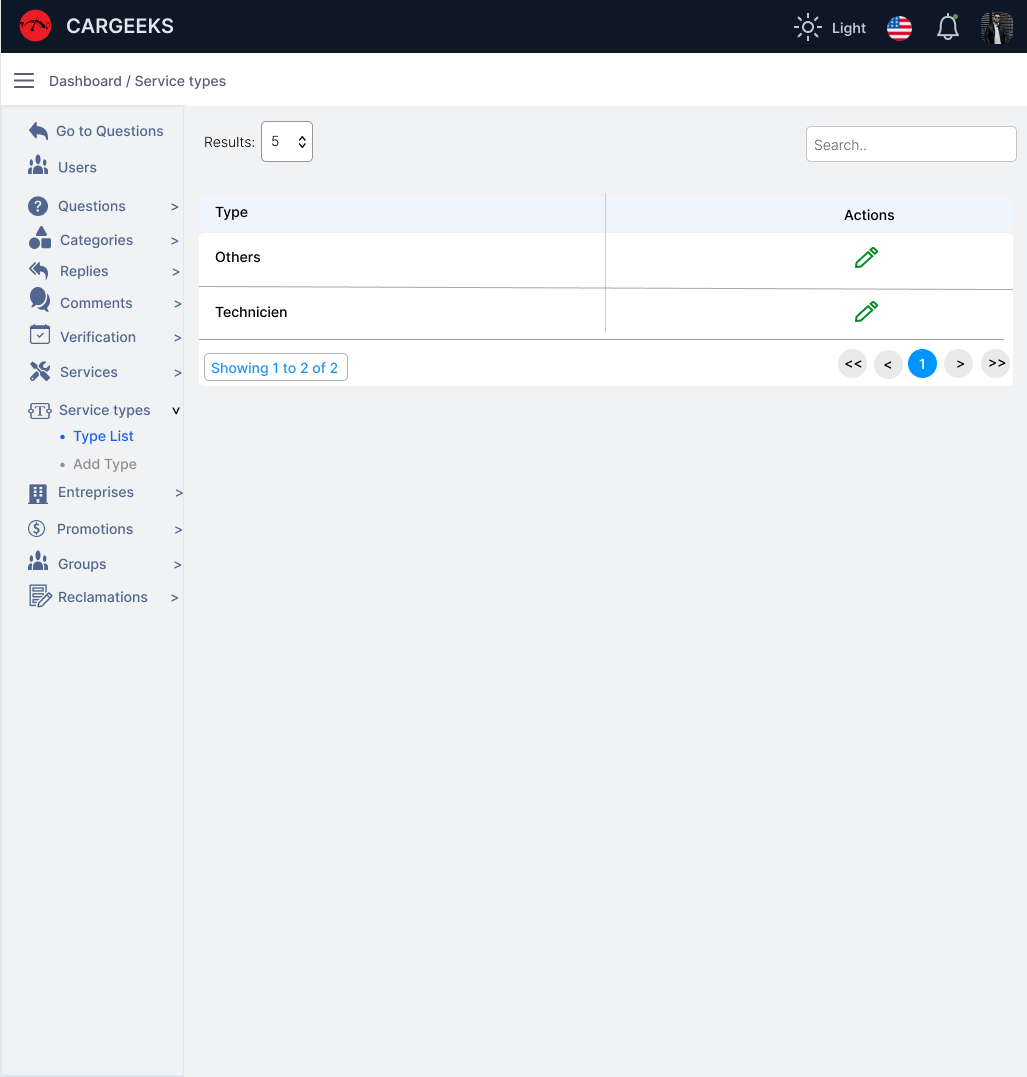 CARGEEKS
Light
Dashboard / Service types
Go to Questions
Users
Questions >
Categories >
Replies >
Comments >
Verification >
Services >
Service types v
• Type List
• Add Type
Entreprises >
Promotions >
Groups >
Reclamations >
Results: 5
Search..
Type Actions
Others
Technicien
Showing 1 to 2 of 2
<< < 1 > >>